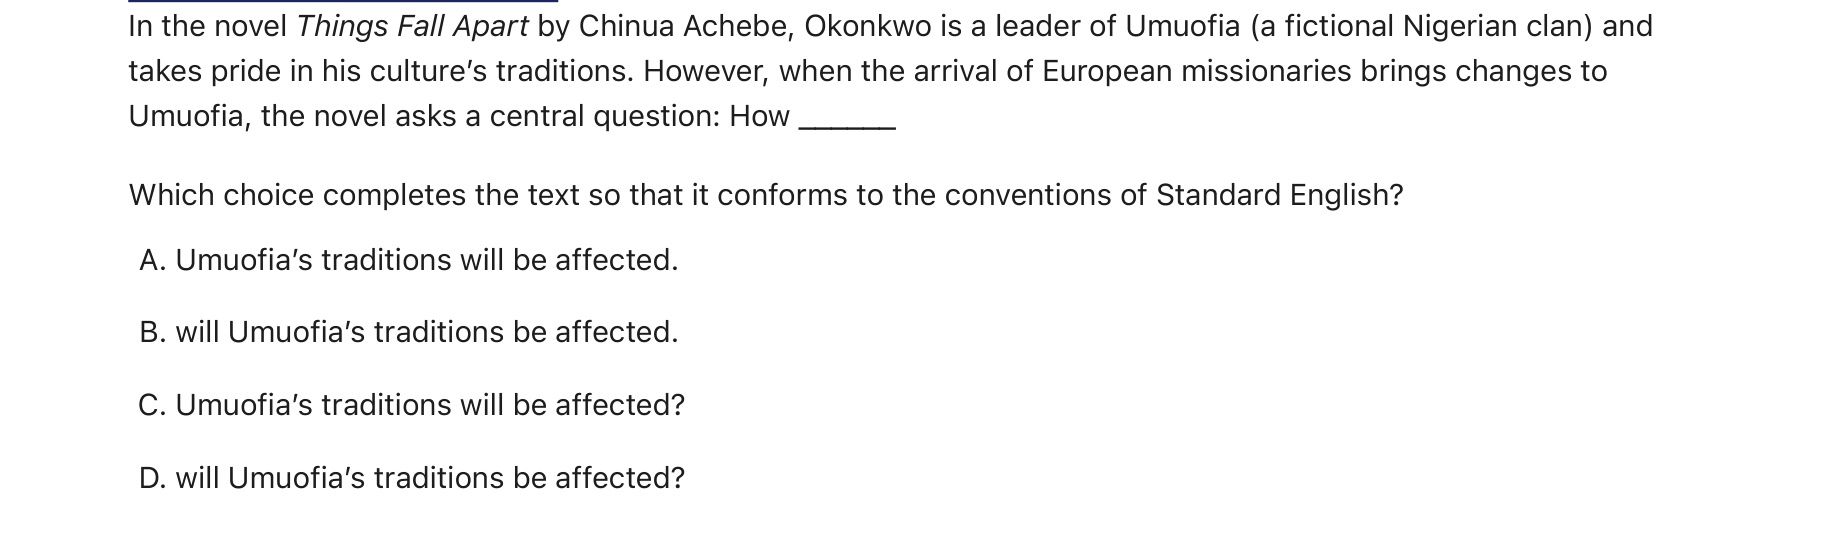 In the novel Things Fall Apart by Chinua Achebe, Okonkwo is a leader of Umuofia (a fictional Nigerian clan) and
takes pride in his culture’s traditions. However, when the arrival of European missionaries brings changes to
Umuofia, the novel asks a central question: How ______
Which choice completes the text so that it conforms to the conventions of Standard English?
A. Umuofia’s traditions will be affected.
B. will Umuofia’s traditions be affected.
C. Umuofia’s traditions will be affected?
D. will Umuofia’s traditions be affected?